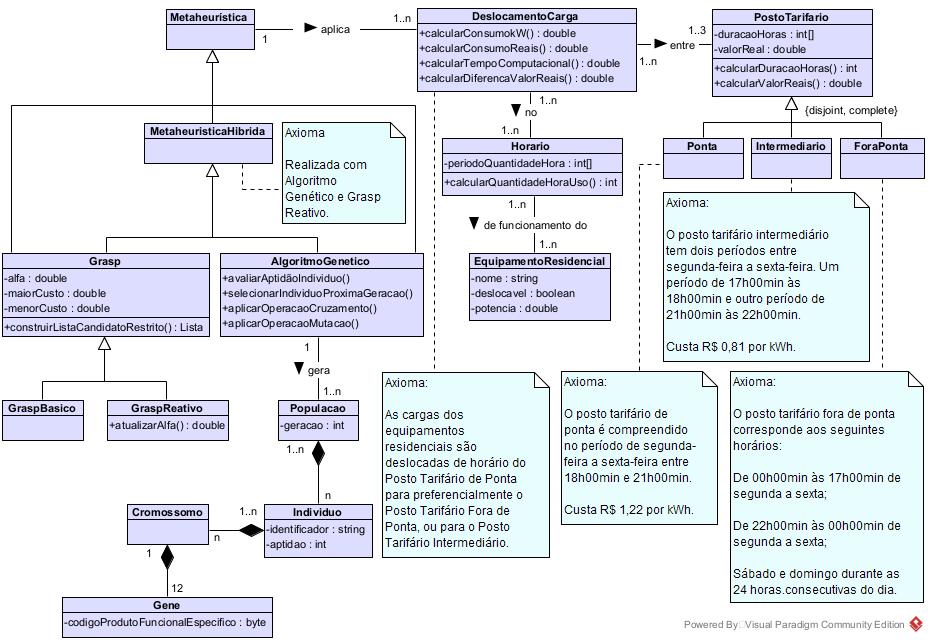 Metaheurística
1
aplica
1..n
DeslocamentoCarga
+calcularConsumokW() : double
+calcularConsumoReais() : double
+calcularTempoComputacional() : double
+calcularDiferencaValorReais() : double
1..n
entre
1..3
PostoTarifario
-duracaoHoras : int[]
-valorReal : double
+calcularDuracaoHoras() : int
+calcularValorReais() : double
{disjoint, complete}
MetaheuristicaHibrida
Axioma
Realizada com
Algoritmo
Genético e Grasp
Reativo.
1..n
no
1..n
Horario
-periodoQuantidadeHora : int[]
+calcularQuantidadeHoraUso() : int
1..n
de funcionamento do
1..n
EquipamentoResidencial
-nome : string
-deslocavel : boolean
-potencia : double
Ponta
Intermediario
ForaPonta
Axioma:
O posto tarifário intermediário
tem dois períodos entre
segunda-feira a sexta-feira. Um
período de 17h00min às
18h00min e outro período de
21h00min às 22h00min.
Custa R$ 0,81 por kWh.
Grasp
-alfa : double
-maiorCusto : double
-menorCusto : double
+construirListaCandidatoRestrito() : Lista
AlgoritmoGenetico
+avaliarAptidãoIndividuo()
+selecionarIndividuoProximaGeracao()
+aplicarOperacaoCruzamento()
+aplicarOperacaoMutacao()
GraspBasico
GraspReativo
+atualizarAlfa() : double
1
gera
1..n
Populacao
-geracao : int
1..n
n
Individuo
-identificador : string
-aptidao : int
1..n
n
Cromossomo
1
12
Gene
-codigoProdutoFuncionalEspecifico : byte
Axioma:
As cargas dos
equipamentos
residenciais são
deslocadas de horário do
Posto Tarifário de Ponta
para preferencialmente o
Posto Tarifário Fora de
Ponta, ou para o Posto
Tarifário Intermediário.
Axioma:
O posto tarifário de
ponta é compreendido
no período de segunda-
feira a sexta-feira entre
18h00min e 21h00min.
Custa R$ 1,22 por kWh.
Axioma:
O posto tarifário fora de ponta
corresponde aos seguintes
horários:
De 00h00min às 17h00min de
segunda a sexta;
De 22h00min às 00h00min de
segunda a sexta;
Sábado e domingo durante as
24 horas.consecutivas do dia.
Powered By Visual Paradigm Community Edition